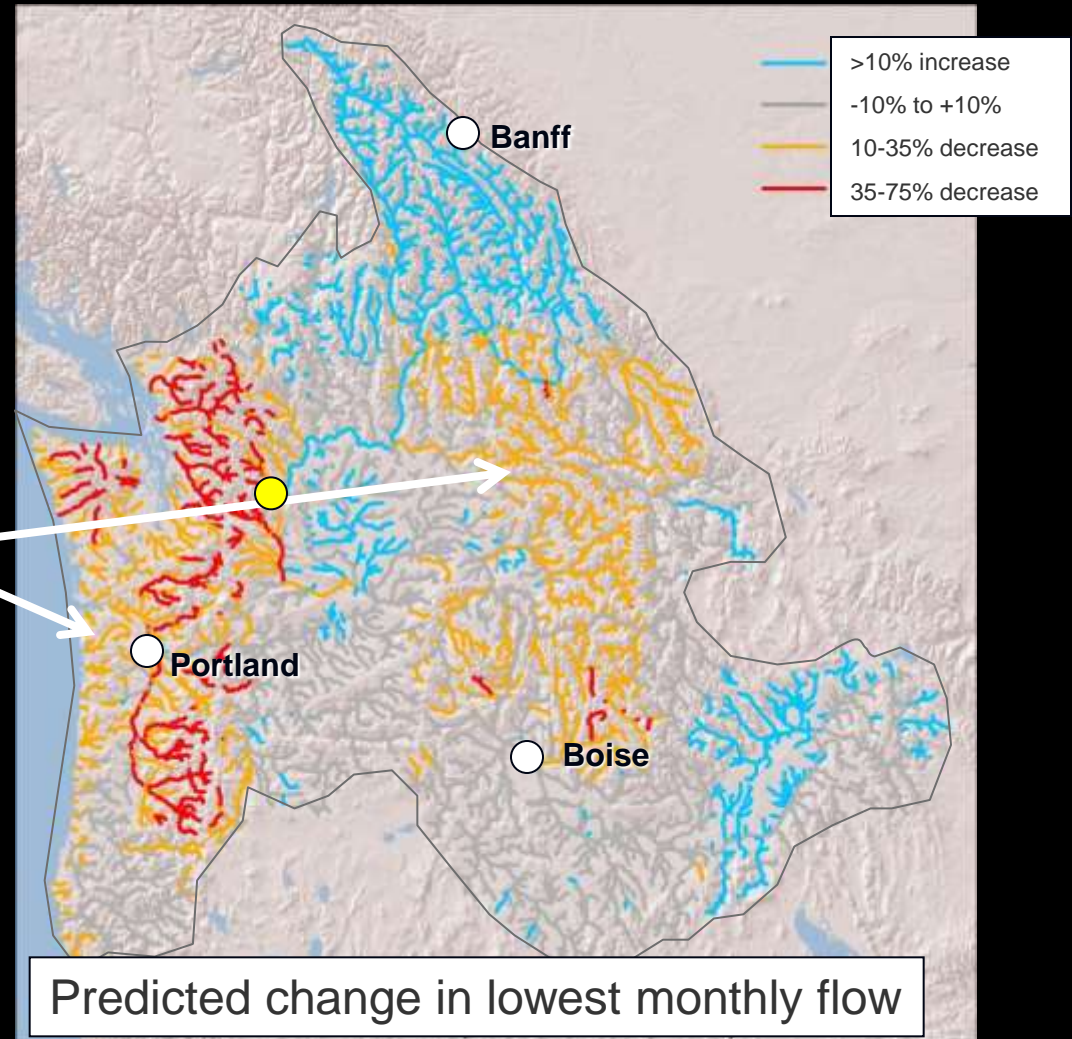 >10% increase
-10% to +10%
10-35% decrease
35-75% decrease
Banff
Portland
Boise
Predicted change in lowest monthly flow